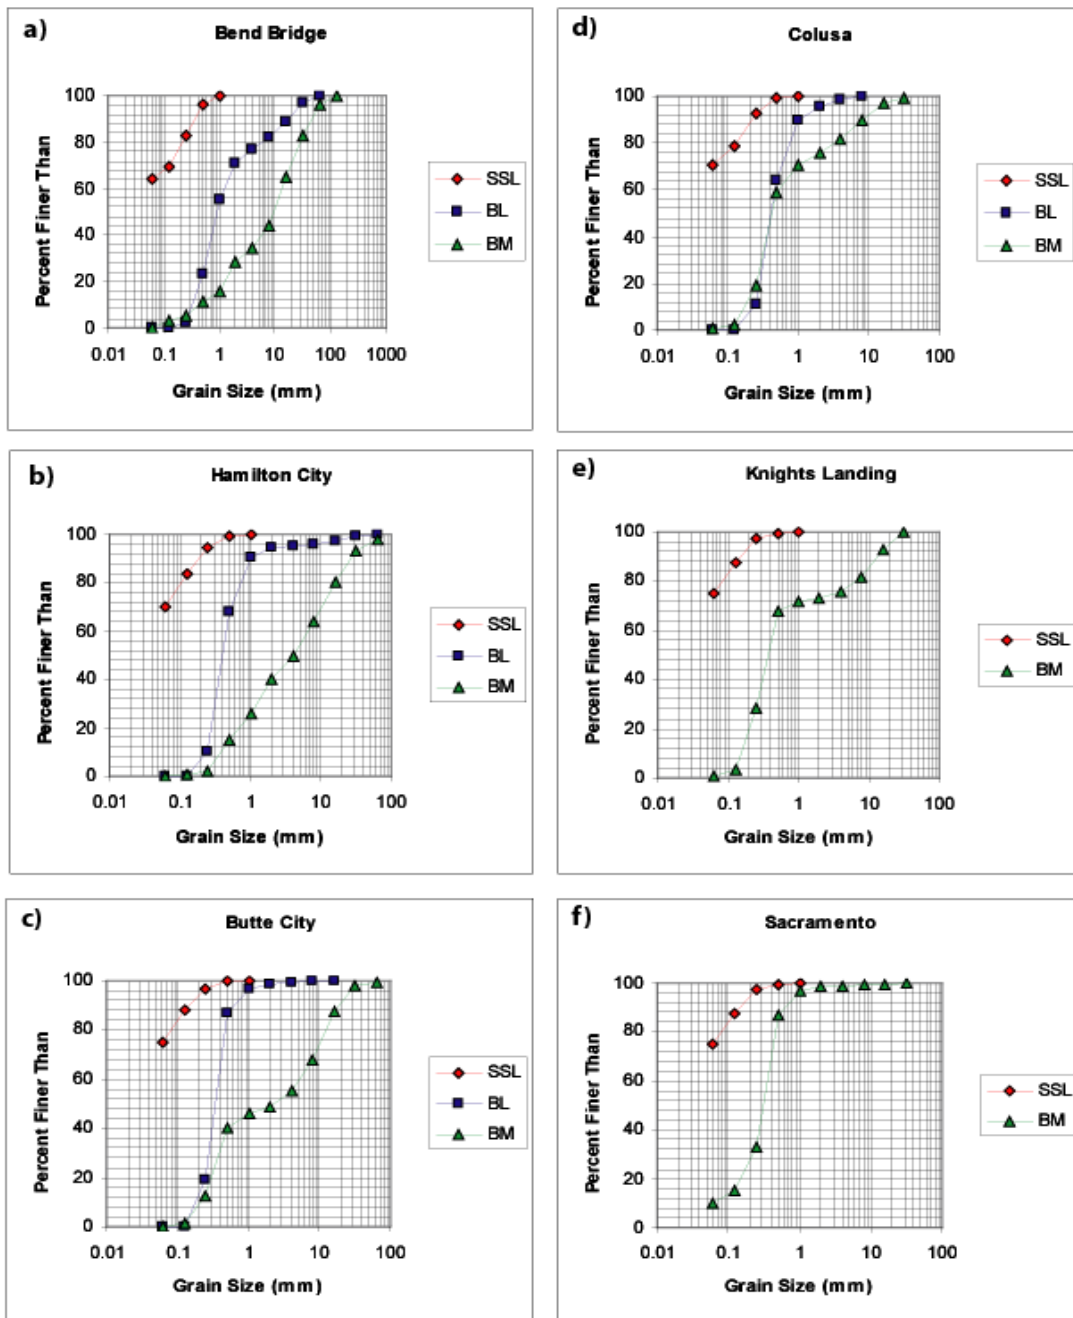 a)
Bend Bridge
Percent Finer Than
100
80
60
40
20
0
0.01 0.1 1 10 100 1000
Grain Size (mm)
SSL
BL
BM
d)
Colusa
Percent Finer Than
100
80
60
40
20
0
0.01 0.1 1 10 100
Grain Size (mm)
SSL
BL
BM
b)
Hamilton City
Percent Finer Than
100
80
60
40
20
0
0.01 0.1 1 10 100
Grain Size (mm)
SSL
BL
BM
e)
Knights Landing
Percent Finer Than
100
80
60
40
20
0
0.01 0.1 1 10 100
Grain Size (mm)
SSL
BM
c)
Butte City
Percent Finer Than
100
80
60
40
20
0
0.01 0.1 1 10 100
Grain Size (mm)
SSL
BL
BM
f)
Sacramento
Percent Finer Than
100
80
60
40
20
0
0.01 0.1 1 10 100
Grain Size (mm)
SSL
BM